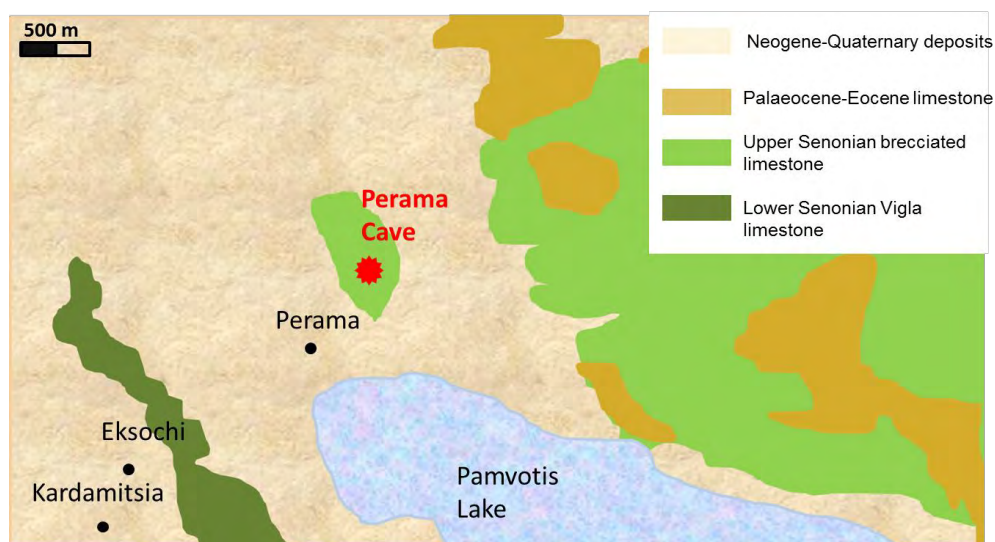 500 m
Neogene-Quaternary deposits
Palaeocene-Eocene limestone
Upper Senonian brecciated
limestone
Lower Senonian Vigla
limestone
Perama
Cave
Perama
Eksochi
Kardamitsia
Pamvotis
Lake